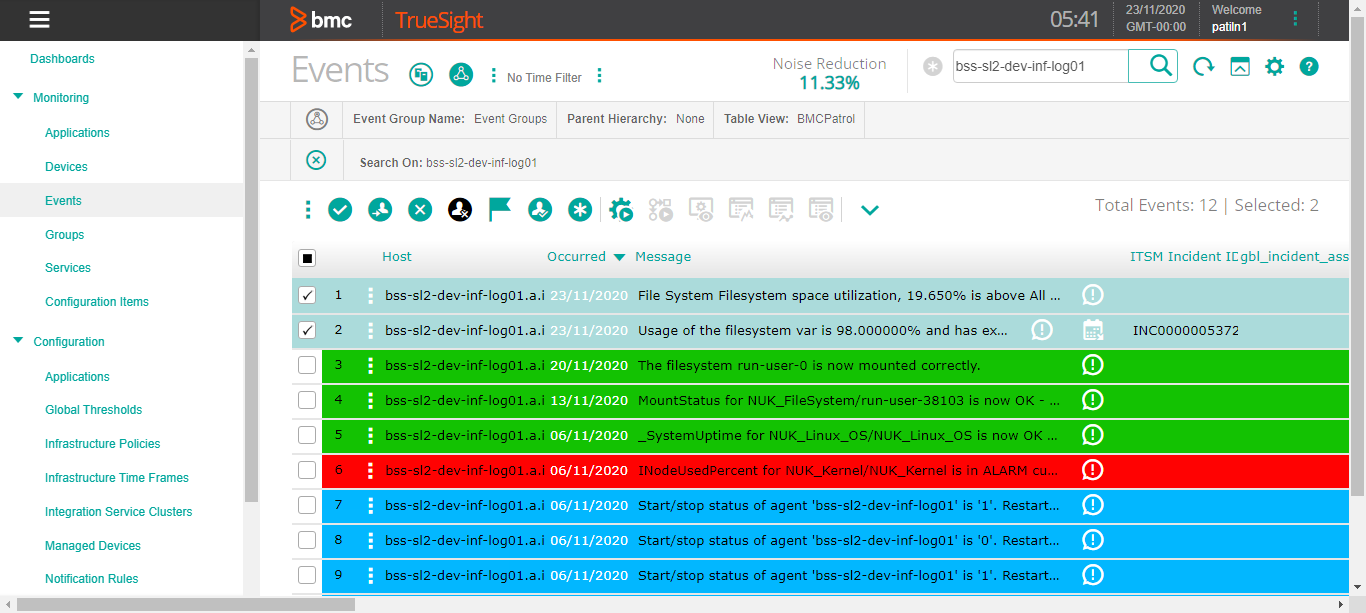 bmc TrueSight 05:41 23/11/2020 GMT-00:00 Welcome patiln1
Dashboards
Monitoring
Applications
Devices
Events
Groups
Services
Configuration Items
Configuration
Applications
Global Thresholds
Infrastructure Policies
Infrastructure Time Frames
Integration Service Clusters
Managed Devices
Notification Rules
Events No Time Filter Noise Reduction 11.33% bss-sl2-dev-inf-log01
Event Group Name: Event Groups Parent Hierarchy: None Table View: BMCPatrol
Search On: bss-sl2-dev-inf-log01
Total Events: 12 | Selected: 2
Host Occurred Message ITSM Incident ID gbl_incident_ass
1 bss-sl2-dev-inf-log01.a.i 23/11/2020 File System Filesystem space utilization, 19.650% is above All ...
2 bss-sl2-dev-inf-log01.a.i 23/11/2020 Usage of the filesystem var is 98.000000% and has ex... INC0000005372
3 bss-sl2-dev-inf-log01.a.i 20/11/2020 The filesystem run-user-0 is now mounted correctly.
4 bss-sl2-dev-inf-log01.a.i 13/11/2020 MountStatus for NUK_FileSystem/run-user-38103 is now OK - ...
5 bss-sl2-dev-inf-log01.a.i 06/11/2020 _SystemUptime for NUK_Linux_OS/NUK_Linux_OS is now OK ...
6 bss-sl2-dev-inf-log01.a.i 06/11/2020 INodeUsedPercent for NUK_Kernel/NUK_Kernel is in ALARM cu...
7 bss-sl2-dev-inf-log01.a.i 06/11/2020 Start/stop status of agent 'bss-sl2-dev-inf-log01' is '1'. Restart...
8 bss-sl2-dev-inf-log01.a.i 06/11/2020 Start/stop status of agent 'bss-sl2-dev-inf-log01' is '0'. Restart...
9 bss-sl2-dev-inf-log01.a.i 06/11/2020 Start/stop status of agent 'bss-sl2-dev-inf-log01' is '1'. Restart...